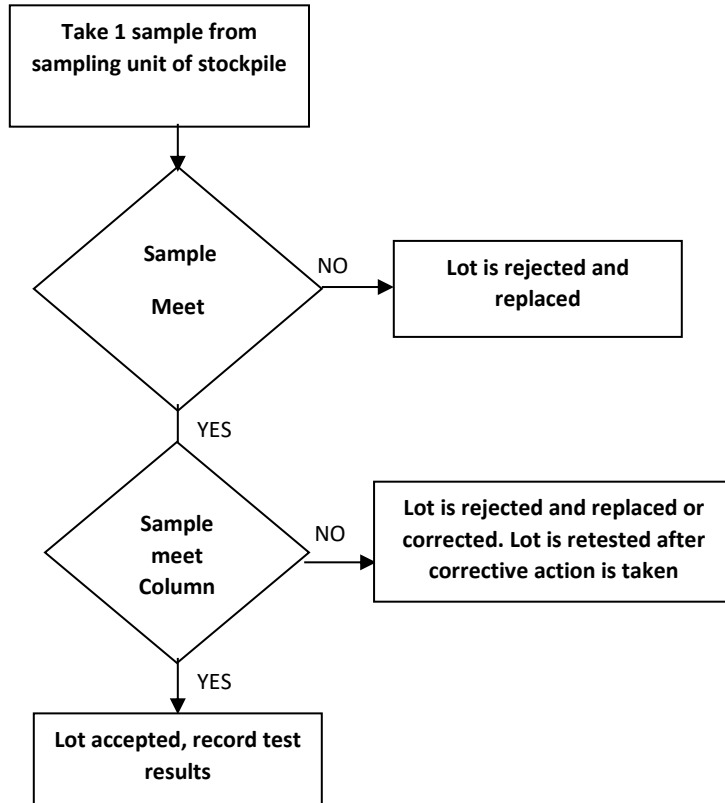 Take 1 sample from
sampling unit of stockpile
Sample
Meet
NO
Lot is rejected and
replaced
YES
Sample
meet
Column
NO
Lot is rejected and replaced or
corrected. Lot is retested after
corrective action is taken
YES
Lot accepted, record test
results